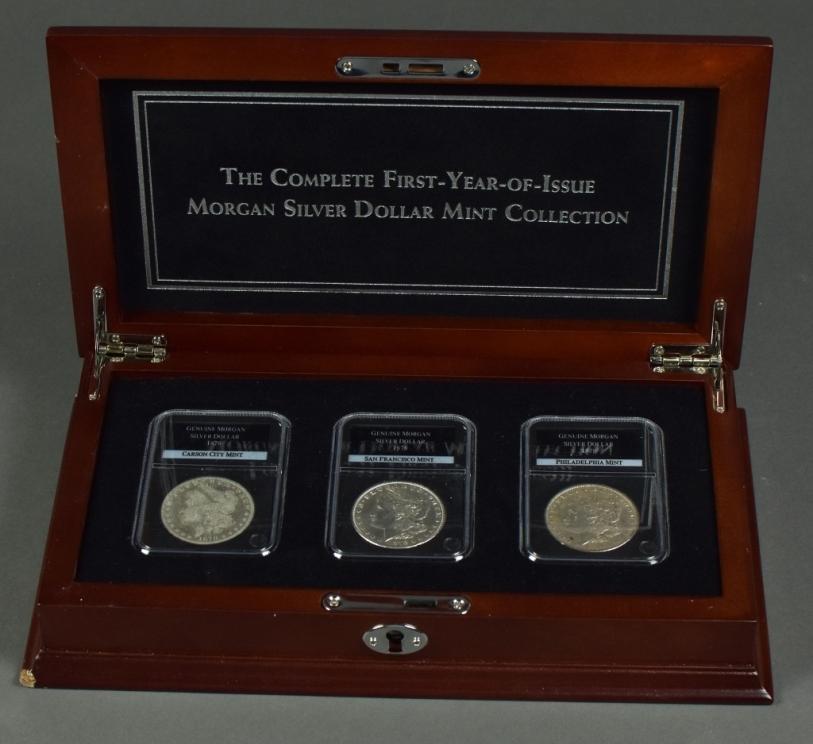 THE COMPLETE FIRST-YEAR-OF-ISSUE
MORGAN SILVER DOLLAR MINT COLLECTION
GENUINE MORGAN
SILVER DOLLAR
1878
CARSON CITY MINT
GENUINE MORGAN
SILVER DOLLAR
1878
SAN FRANCISCO MINT
GENUINE MORGAN
SILVER DOLLAR
PHILADELPHIA MINT